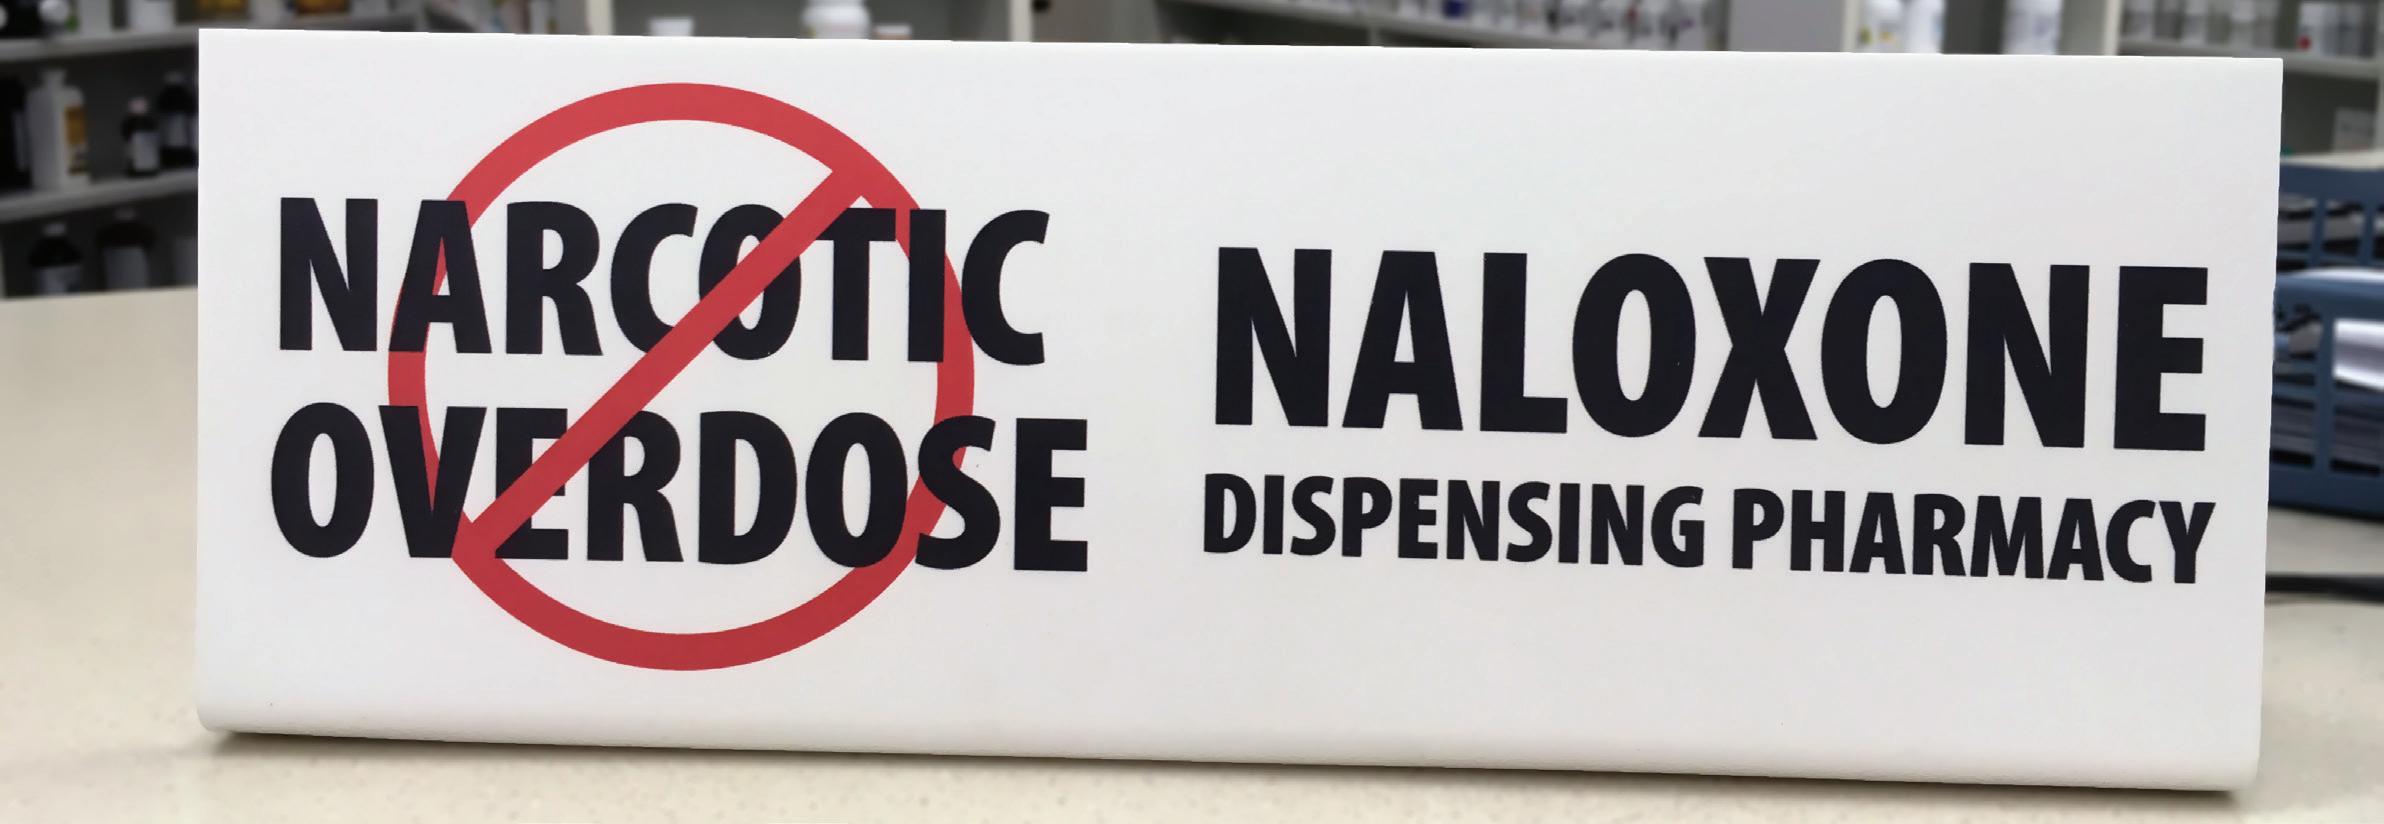 NARCOTIC
OVERDOSE
NALOXONE
DISPENSING PHARMACY